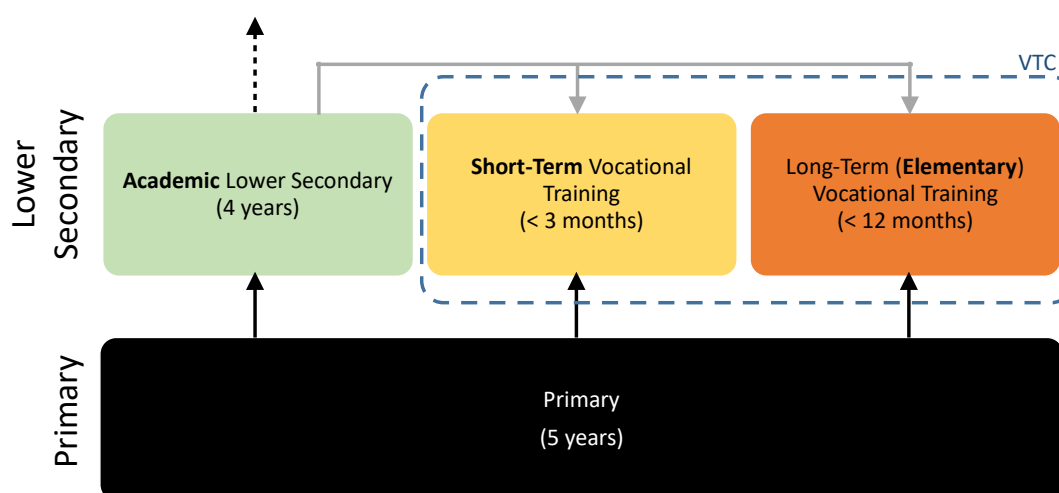 VTC
Lower
Secondary
Academic Lower Secondary
(4 years)
Short-Term Vocational
Training
(< 3 months)
Long-Term (Elementary)
Vocational Training
(< 12 months)
Primary
Primary
(5 years)